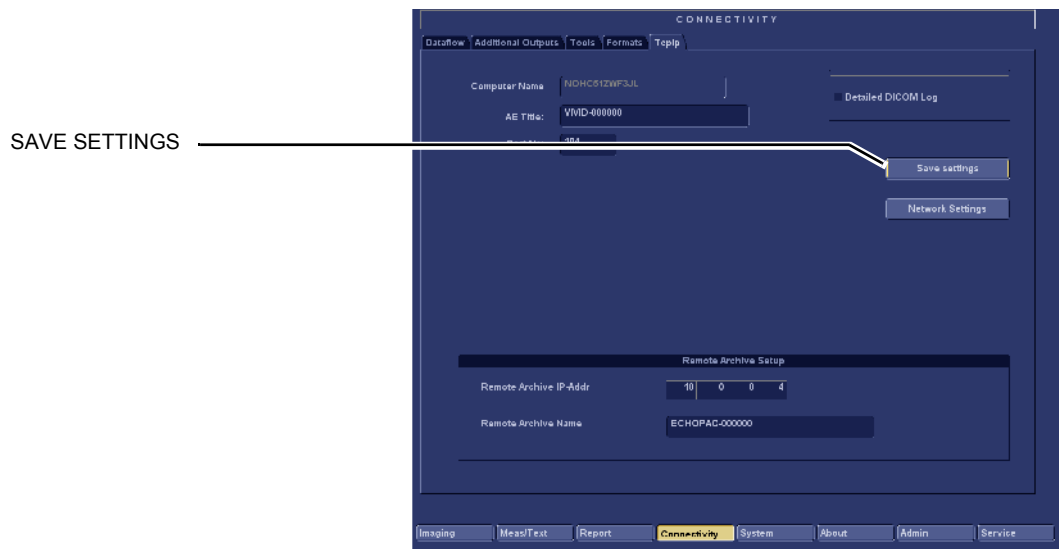 CONNECTIVITY
Dataflow Additional Outputs Tools Formats Tcpip
Computer Name NOHC61ZWF3JL
Detailed DICOM Log
AE Title: VIVID-000000
SAVE SETTINGS
Save settings
Network Settings
Remote Archive Setup
Remote Archive IP-Addr 10 0 0 4
Remote Archive Name ECHOPAC-000000
Imaging Meas/Text Report Connectivity System About Admin Service